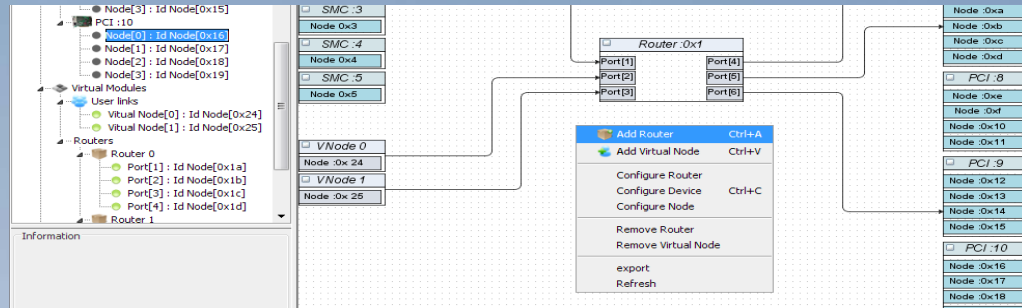 Node[3] : Id Node[0x15]
PCI :10
Node[0] : Id Node[0x16]
Node[1] : Id Node[0x17]
Node[2] : Id Node[0x18]
Node[3] : Id Node[0x19]
Virtual Modules
User links
Vitual Node[0] : Id Node[0x24]
Vitual Node[1] : Id Node[0x25]
Routers
Router 0
Port[1] : Id Node[0x1a]
Port[2] : Id Node[0x1b]
Port[3] : Id Node[0x1c]
Port[4] : Id Node[0x1d]
Router 1
Information
SMC :3
Node 0x3
SMC :4
Node 0x4
SMC :5
Node 0x5
VNode 0
Node :0x 24
VNode 1
Node :0x 25
Router :0x1
Port[1] Port[4]
Port[2] Port[5]
Port[3] Port[6]
Add Router Ctrl+A
Add Virtual Node Ctrl+V
Configure Router
Configure Device Ctrl+C
Configure Node
Remove Router
Remove Virtual Node
export
Refresh
Node :0xa
Node :0xb
Node :0xc
Node :0xd
PCI :8
Node :0xe
Node :0xf
Node :0x10
Node :0x11
PCI :9
Node :0x12
Node :0x13
Node :0x14
Node :0x15
PCI :10
Node :0x16
Node :0x17
Node :0x18